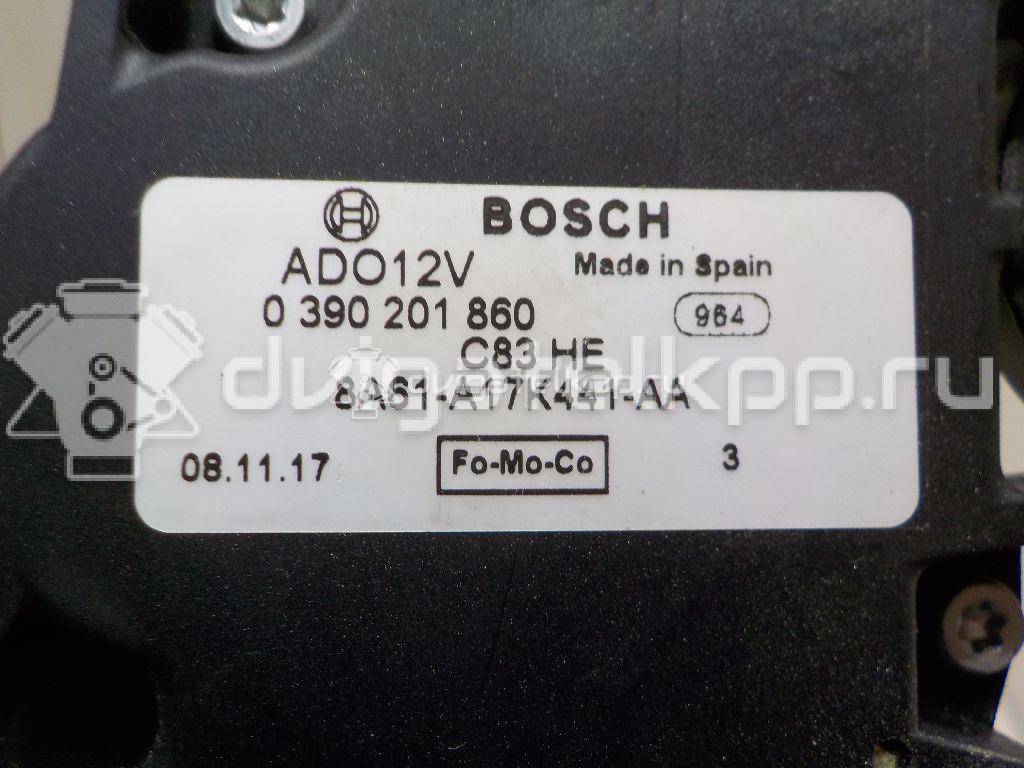 BOSCH
ADO12V Made in Spain
0 390 201 860 964
C83 HE
8A61-A17K441-AA
08.11.17 Fo-Mo-Co 3
dvigatelkpp.ru